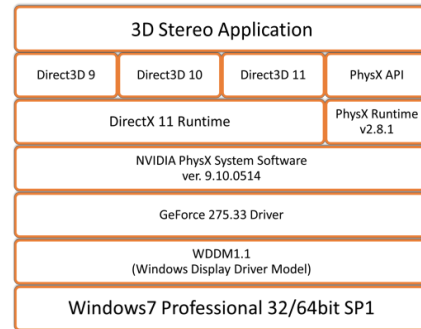 3D Stereo Application
Direct3D 9
Direct3D 10
Direct3D 11
PhysX API
DirectX 11 Runtime
PhysX Runtime
v2.8.1
NVIDIA PhysX System Software
ver. 9.10.0514
GeForce 275.33 Driver
WDDM1.1
(Windows Display Driver Model)
Windows7 Professional 32/64bit SP1